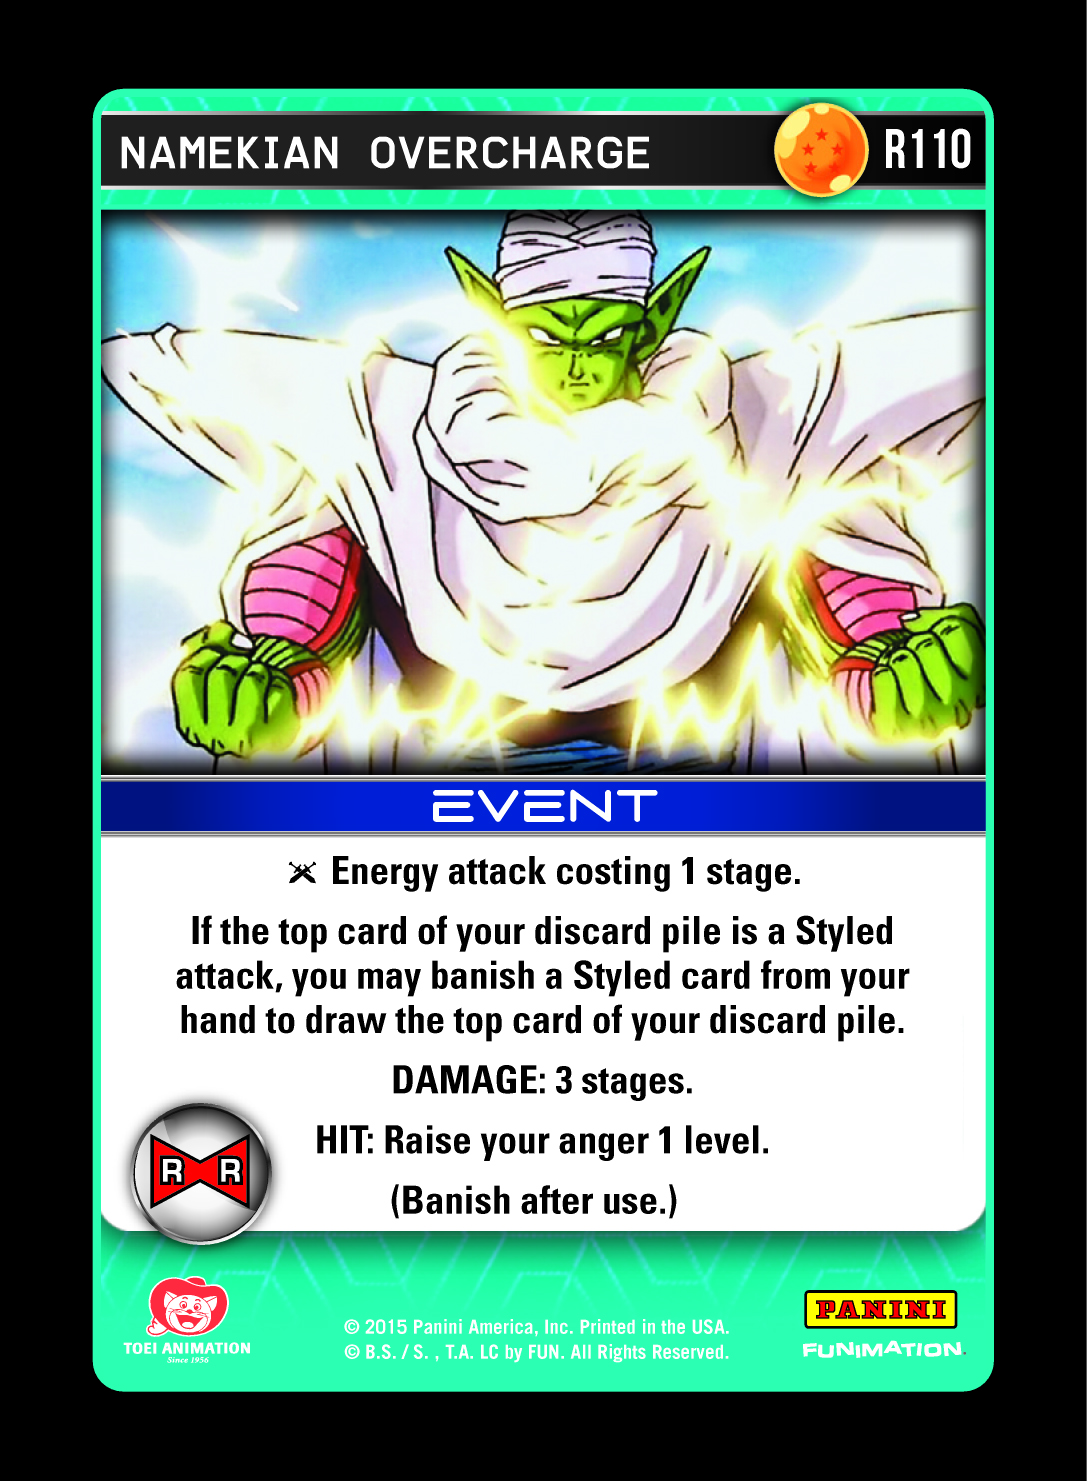 NAMEKIAN OVERCHARGE
R110
EVENT
Energy attack costing 1 stage.
If the top card of your discard pile is a Styled
attack, you may banish a Styled card from your
hand to draw the top card of your discard pile.
DAMAGE: 3 stages.
HIT: Raise your anger 1 level.
(Banish after use.)
R R
TOEI ANIMATION
Since 1956
© 2015 Panini America, Inc. Printed in the USA.
© B.S. / S. , T.A. LC by FUN. All Rights Reserved.
PANINI
FUNIMATION.